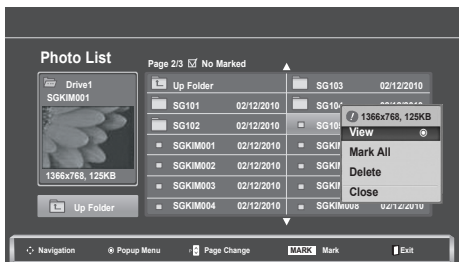 Photo List
Page 2/3 ☑ No Marked
Drive1
SGKIM001
1366x768, 125KB
Up Folder
Up Folder
SG101 02/12/2010
SG102 02/12/2010
SGKIM001 02/12/2010
SGKIM002 02/12/2010
SGKIM003 02/12/2010
SGKIM004 02/12/2010
SG103 02/12/2010
SGKIM008 02/12/2010
1366x768, 125KB
View
Mark All
Delete
Close
Navigation
Popup Menu
Page Change
MARK Mark
Exit